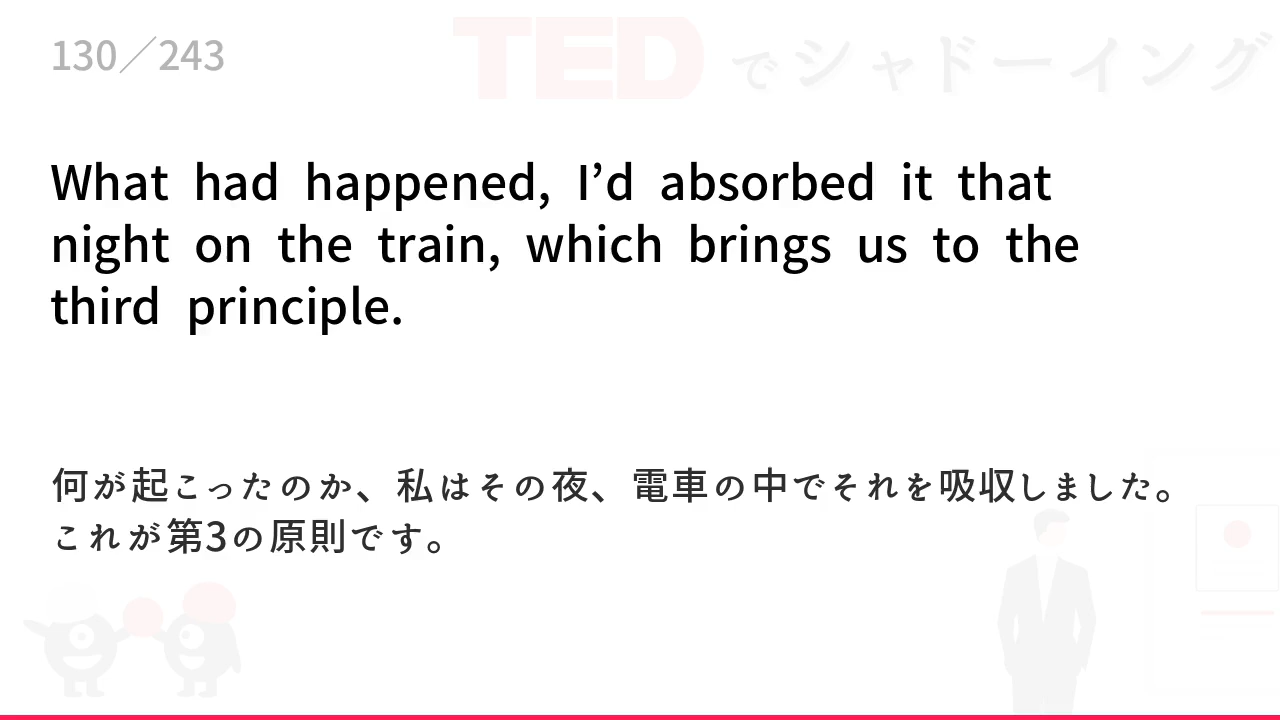 130／243
TED でシャドーイング
What had happened, I’d absorbed it that
night on the train, which brings us to the
third principle.
何が起こったのか、私はその夜、電車の中でそれを吸収しました。
これが第3の原則です。